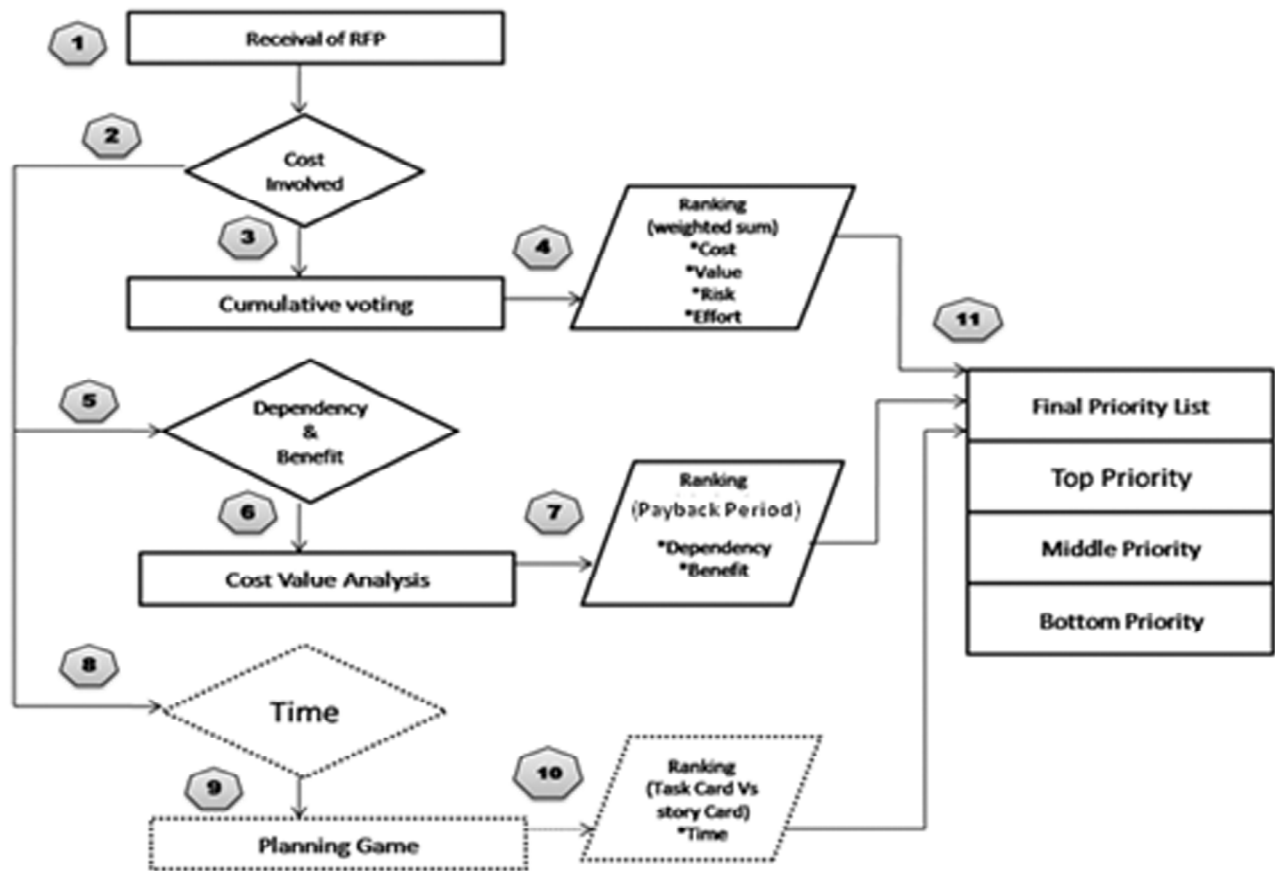 1
Receival of RFP
2
Cost
Involved
3
Cumulative voting
4
Ranking
(weighted sum)
*Cost
*Value
*Risk
*Effort
5
Dependency
&
Benefit
6
Cost Value Analysis
7
Ranking
(Payback Period)
*Dependency
*Benefit
8
Time
9
Planning Game
10
Ranking
(Task Card Vs
story Card)
*Time
11
Final Priority List
Top Priority
Middle Priority
Bottom Priority